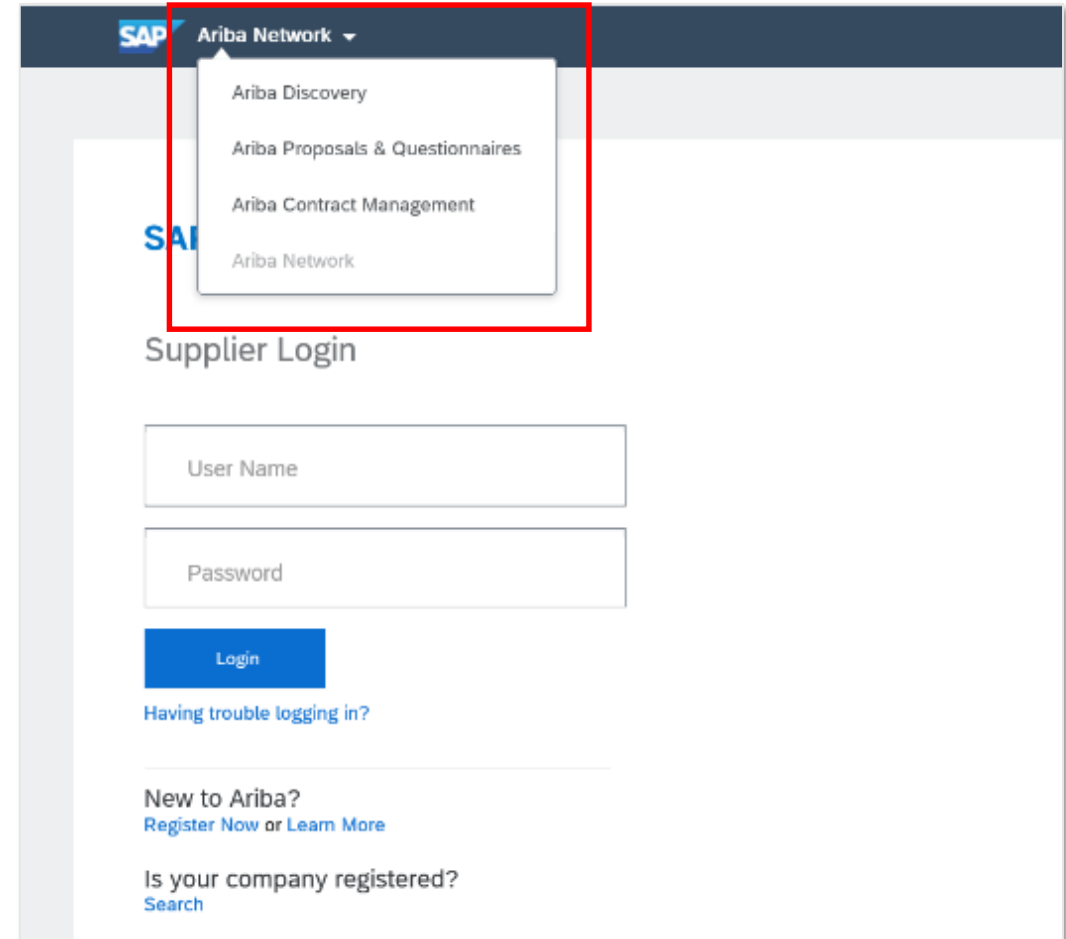 SAP Ariba Network
Ariba Discovery
Ariba Proposals & Questionnaires
Ariba Contract Management
Ariba Network
SAP
Supplier Login
User Name
Password
Login
Having trouble logging in?
New to Ariba?
Register Now or Learn More
Is your company registered?
Search